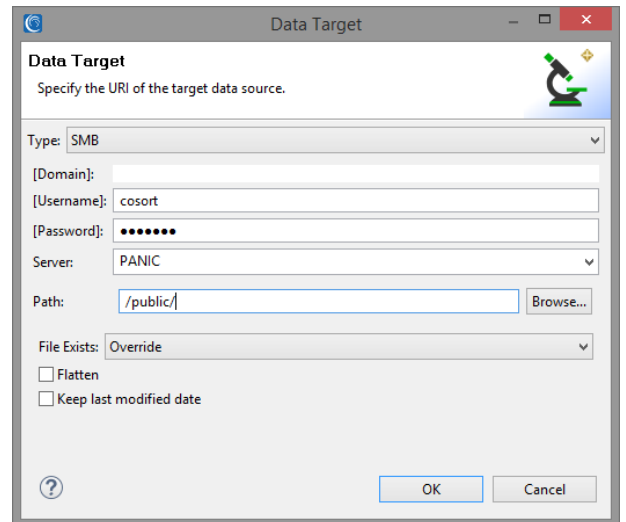 Data Target
Data Target
Specify the URI of the target data source.
Type: SMB
[Domain]:
[Username]: cosort
[Password]: ●●●●●●●
Server: PANIC
Path: /public/ Browse...
File Exists: Override
Flatten
Keep last modified date
? OK Cancel